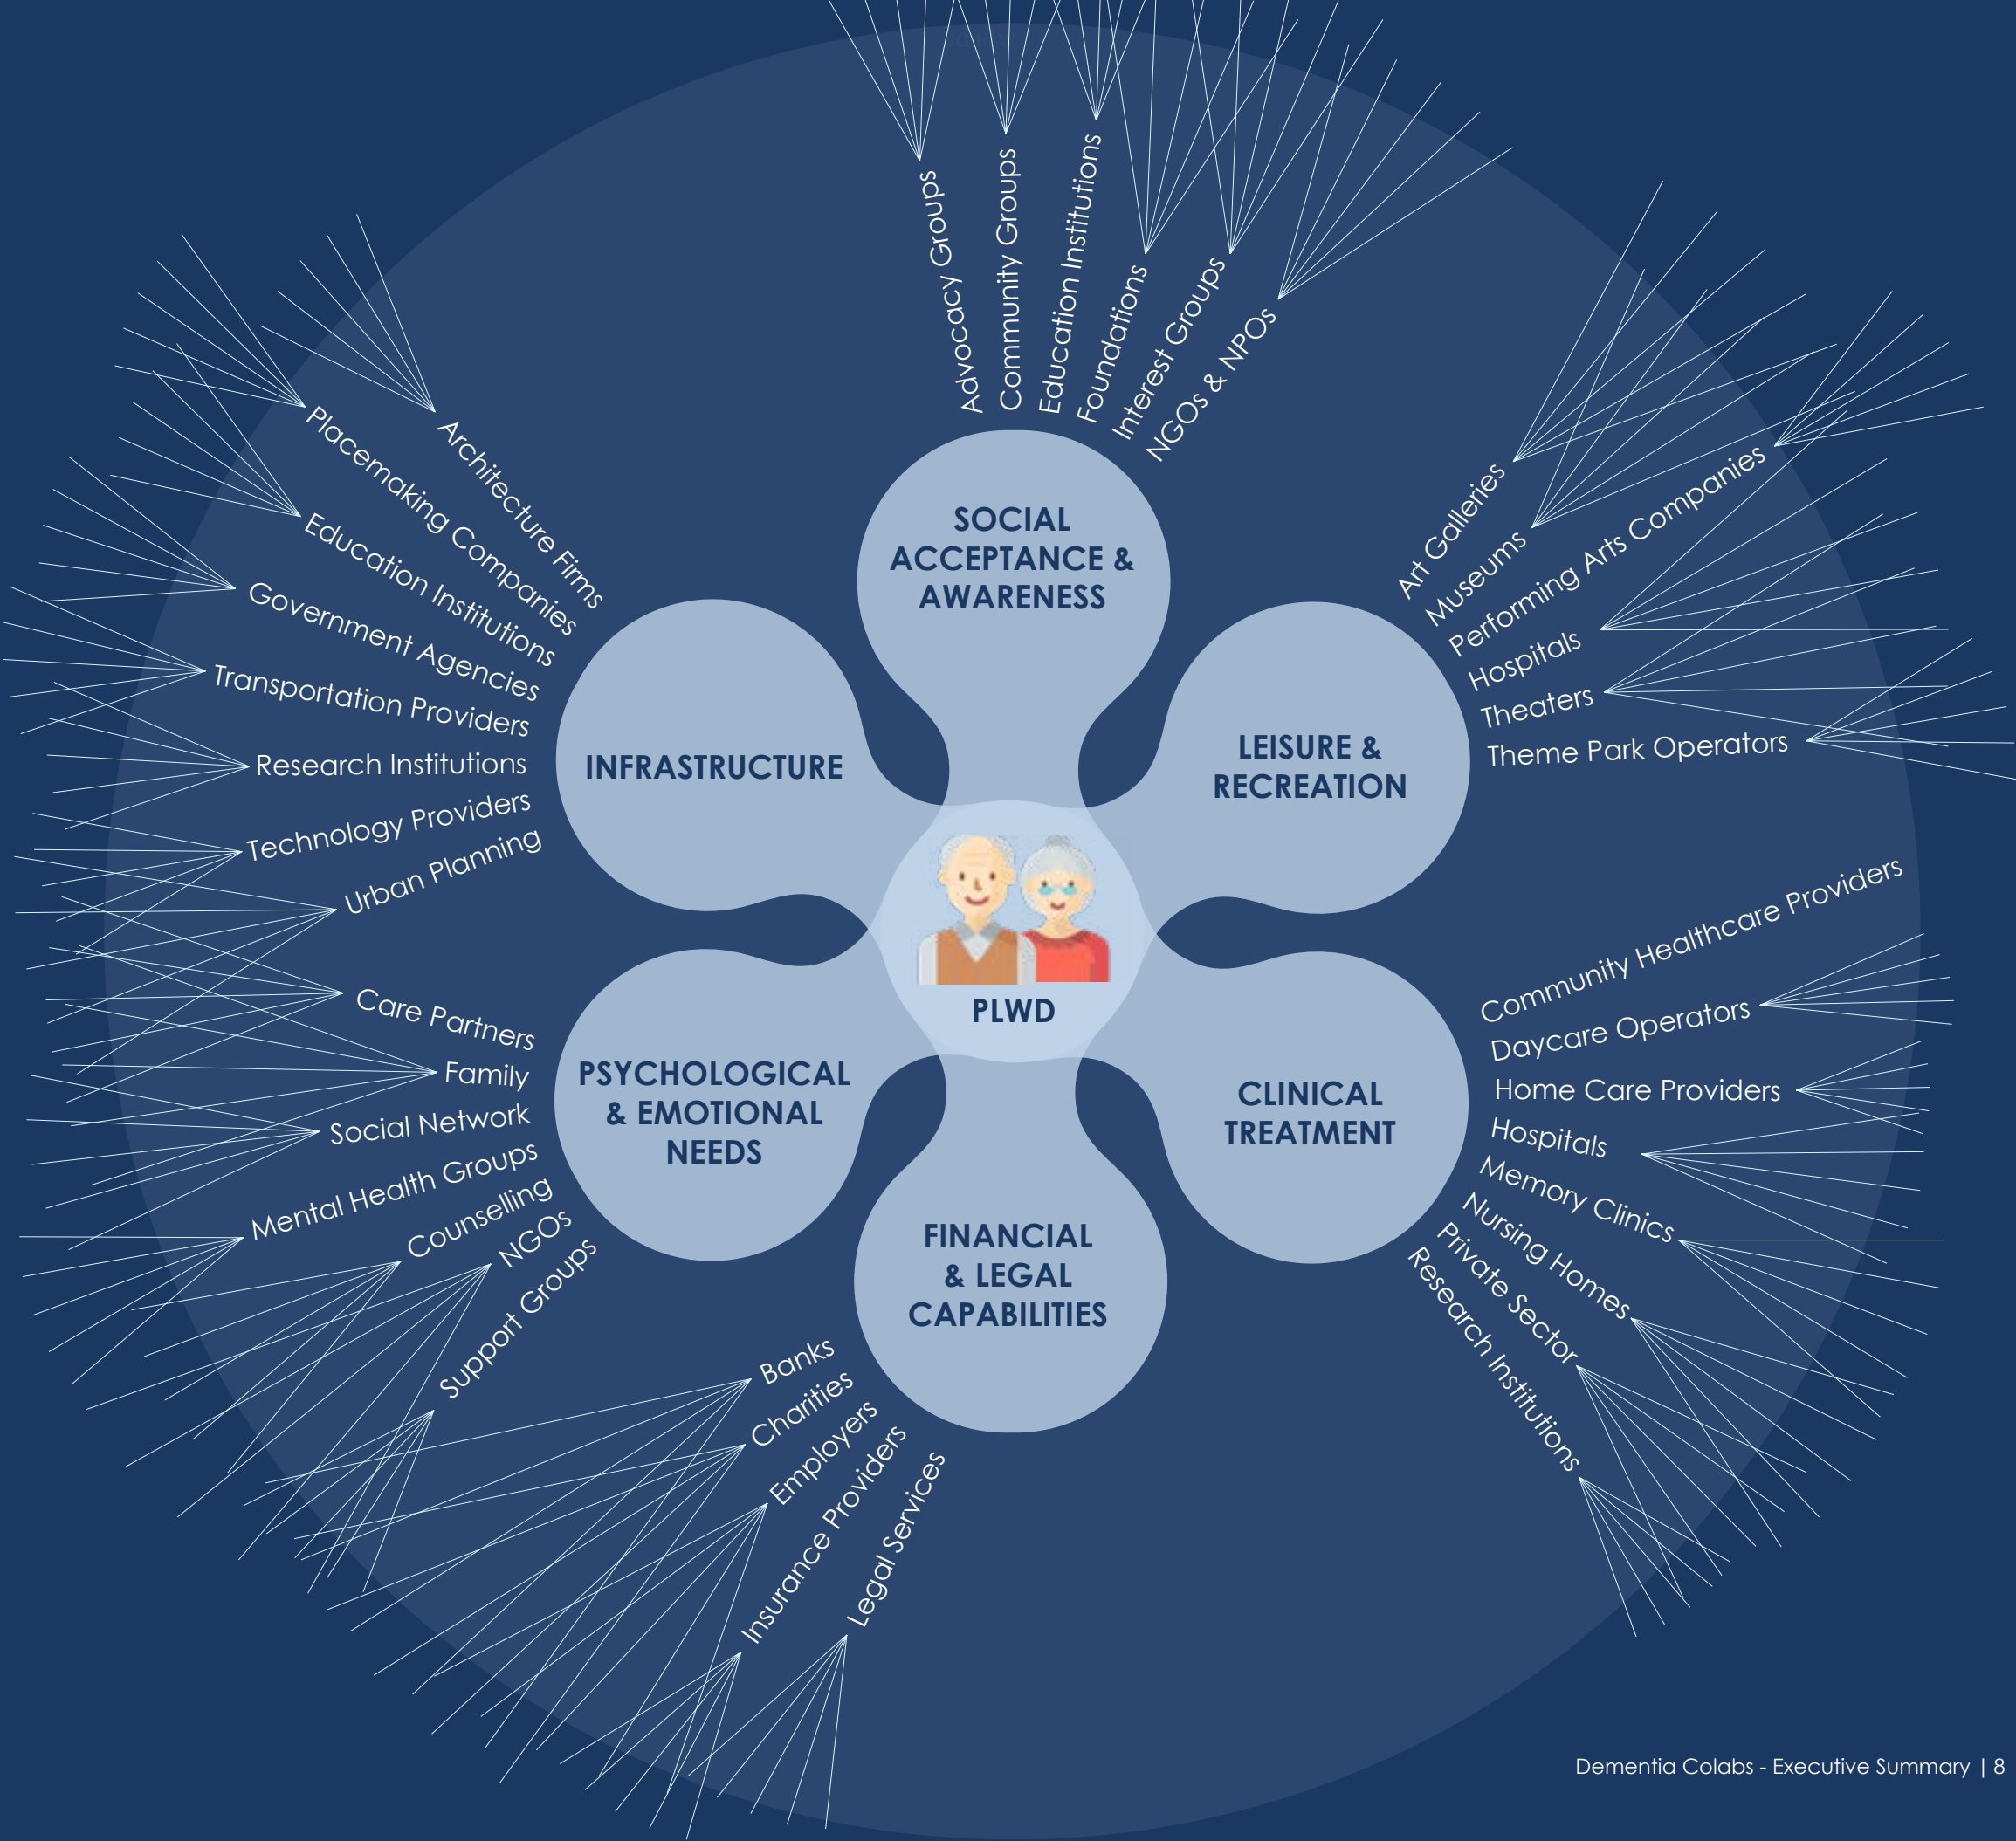 Advocacy Groups
Community Groups
Education Institutions
Foundations
Interest Groups
NGOs & NPOs
SOCIAL
ACCEPTANCE &
AWARENESS
Art Galleries
Museums
Performing Arts Companies
Hospitals
Theaters
Theme Park Operators
LEISURE &
RECREATION
Community Healthcare Providers
Daycare Operators
Home Care Providers
Hospitals
Memory Clinics
Nursing Homes
Private Sector
Research Institutions
CLINICAL
TREATMENT
Banks
Charities
Employers
Insurance Providers
Legal Services
FINANCIAL
& LEGAL
CAPABILITIES
Care Partners
Family
Social Network
Mental Health Groups
Counselling
NGOs
Support Groups
PSYCHOLOGICAL
& EMOTIONAL
NEEDS
Architecture Firms
Placemaking Companies
Education Institutions
Government Agencies
Transportation Providers
Research Institutions
Technology Providers
Urban Planning
INFRASTRUCTURE
PLWD
Dementia Colabs - Executive Summary | 8